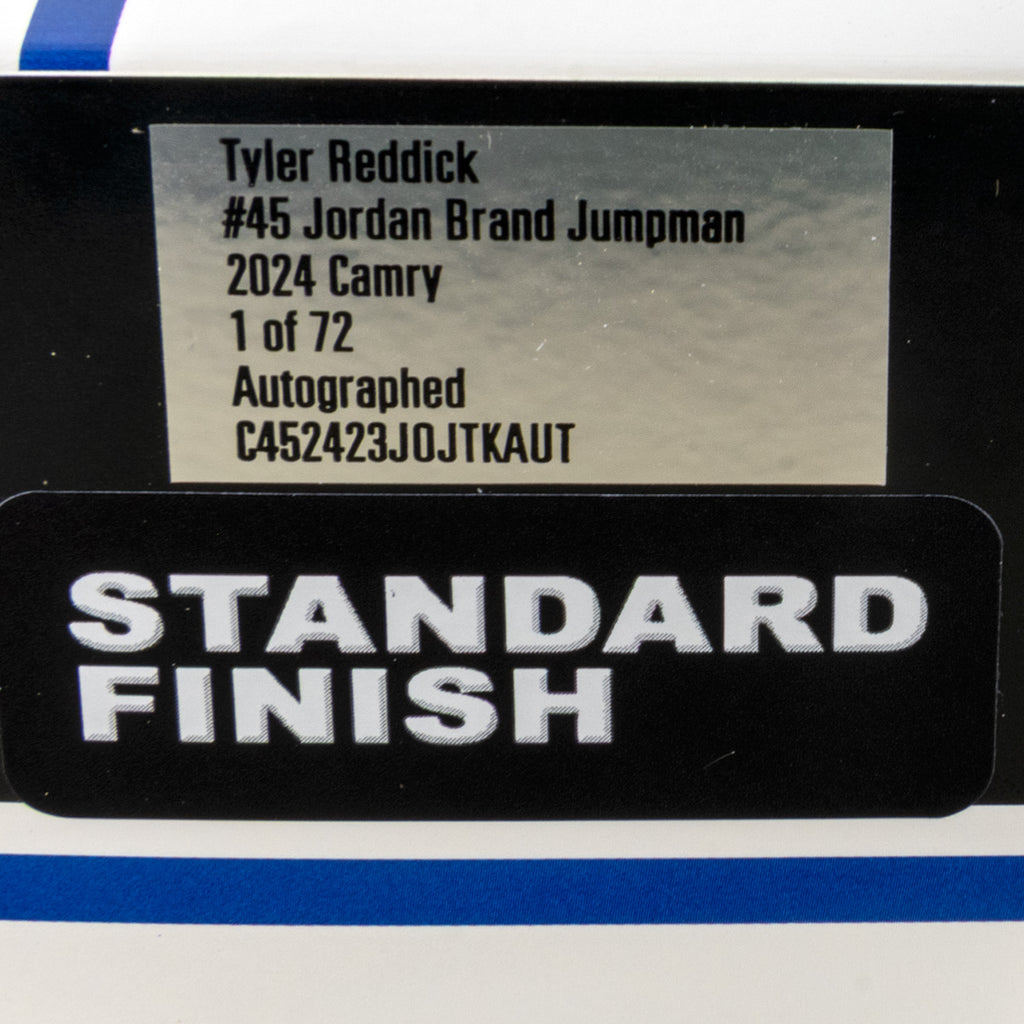 Tyler Reddick
#45 Jordan Brand Jumpman
2024 Camry
1 of 72
Autographed
C452423JOJTKAUT
STANDARD
FINISH